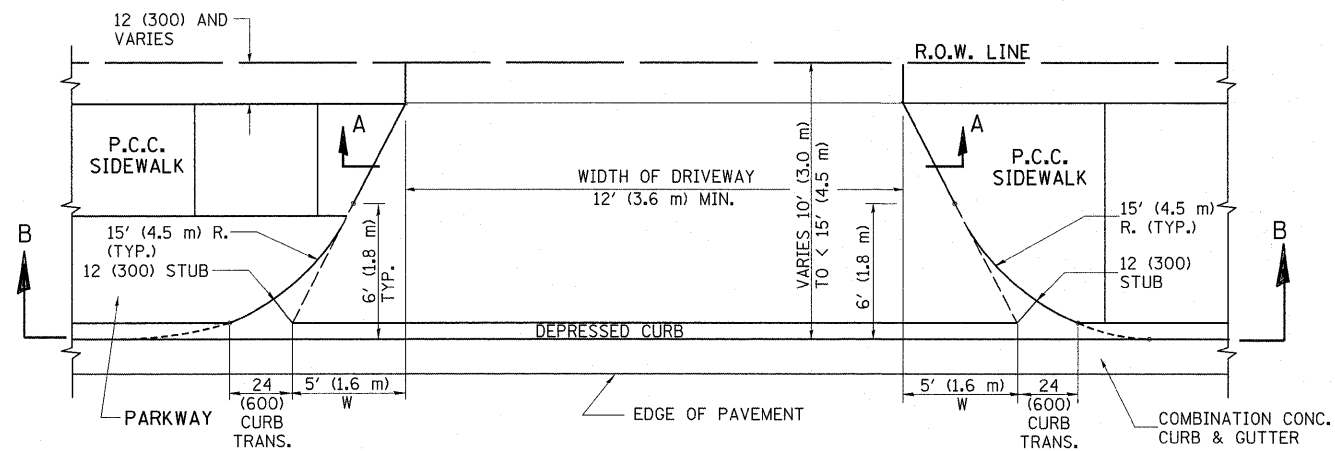 12 (300) AND
VARIES
R.O.W. LINE
A
A
P.C.C.
SIDEWALK
WIDTH OF DRIVEWAY
12' (3.6 m) MIN.
VARIES 10' (3.0 m)
TO < 15' (4.5 m)
P.C.C.
SIDEWALK
B
15' (4.5 m) R.
(TYP.)
12 (300) STUB
6' (1.8 m)
TYP.
6' (1.8 m)
15' (4.5 m)
R. (TYP.)
12 (300)
STUB
B
DEPRESSED CURB
24
(600)
CURB
TRANS.
5' (1.6 m)
W
PARKWAY
EDGE OF PAVEMENT
5' (1.6 m)
W
24
(600)
CURB
TRANS.
COMBINATION CONC.
CURB & GUTTER